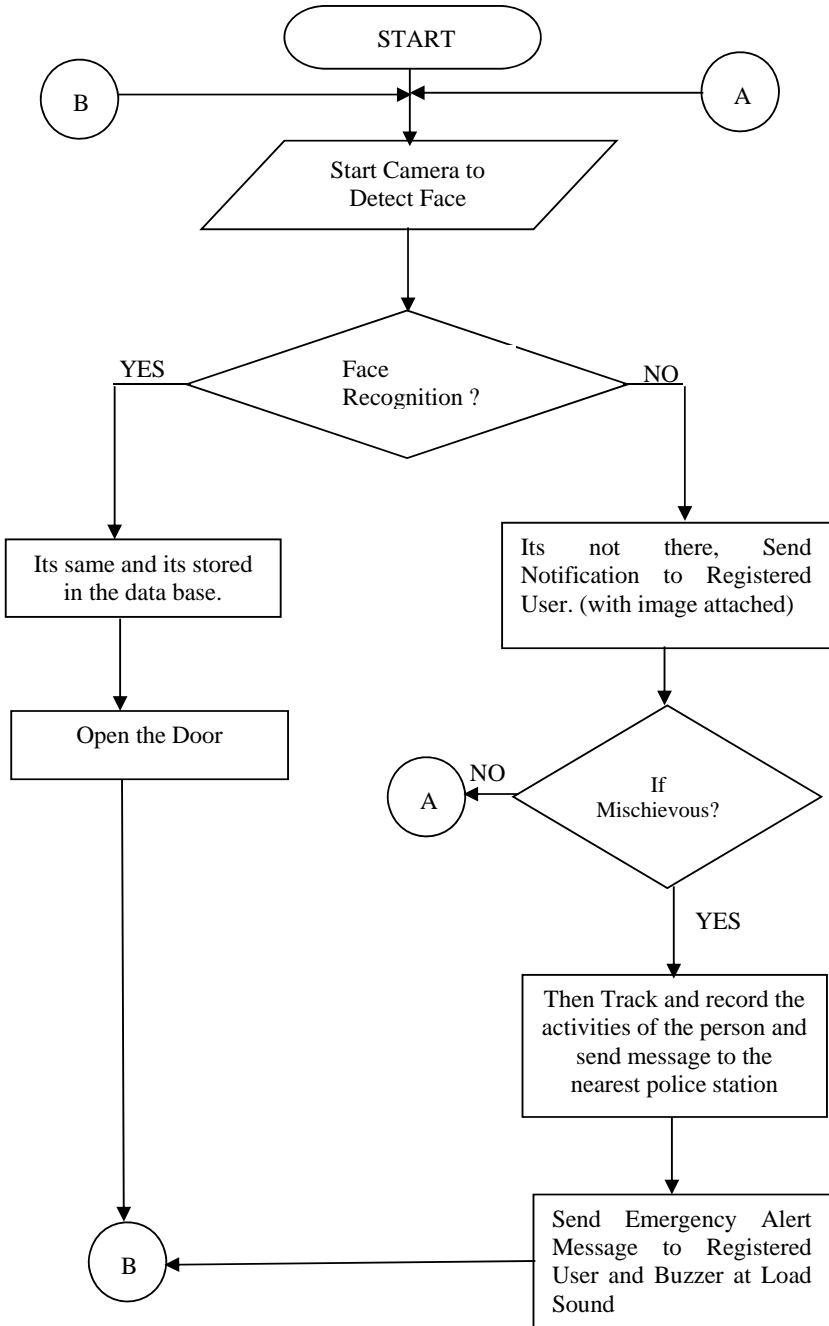 START
B
A
Start Camera to
Detect Face
YES
Face
Recognition ?
NO
Its same and its stored
in the data base.
Its not there, Send
Notification to Registered
User. (with image attached)
Open the Door
A
NO
If
Mischievous?
YES
Then Track and record the
activities of the person and
send message to the
nearest police station
B
Send Emergency Alert
Message to Registered
User and Buzzer at Load
Sound